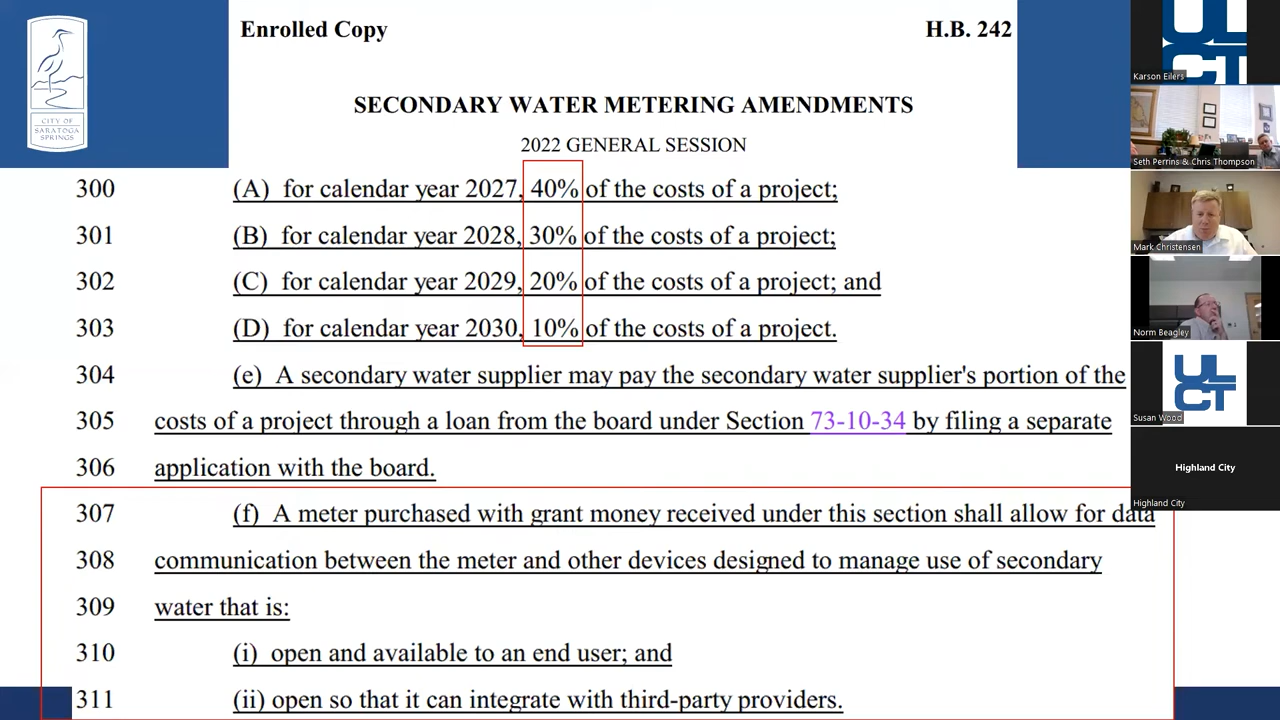 Enrolled Copy H.B. 242
SECONDARY WATER METERING AMENDMENTS
2022 GENERAL SESSION
CITY OF
SARATOGA
SPRINGS
300 (A) for calendar year 2027, 40% of the costs of a project;
301 (B) for calendar year 2028, 30% of the costs of a project;
302 (C) for calendar year 2029, 20% of the costs of a project; and
303 (D) for calendar year 2030, 10% of the costs of a project.
304 (e) A secondary water supplier may pay the secondary water supplier's portion of the
305 costs of a project through a loan from the board under Section 73-10-34 by filing a separate
306 application with the board.
307 (f) A meter purchased with grant money received under this section shall allow for data
308 communication between the meter and other devices designed to manage use of secondary
309 water that is:
310 (i) open and available to an end user; and
311 (ii) open so that it can integrate with third-party providers.
UL
CT
Karson Eilers
Seth Perrins & Chris Thompson
Mark Christensen
Norm Beagley
UL
CT
Susan Wood
Highland City
Highland City